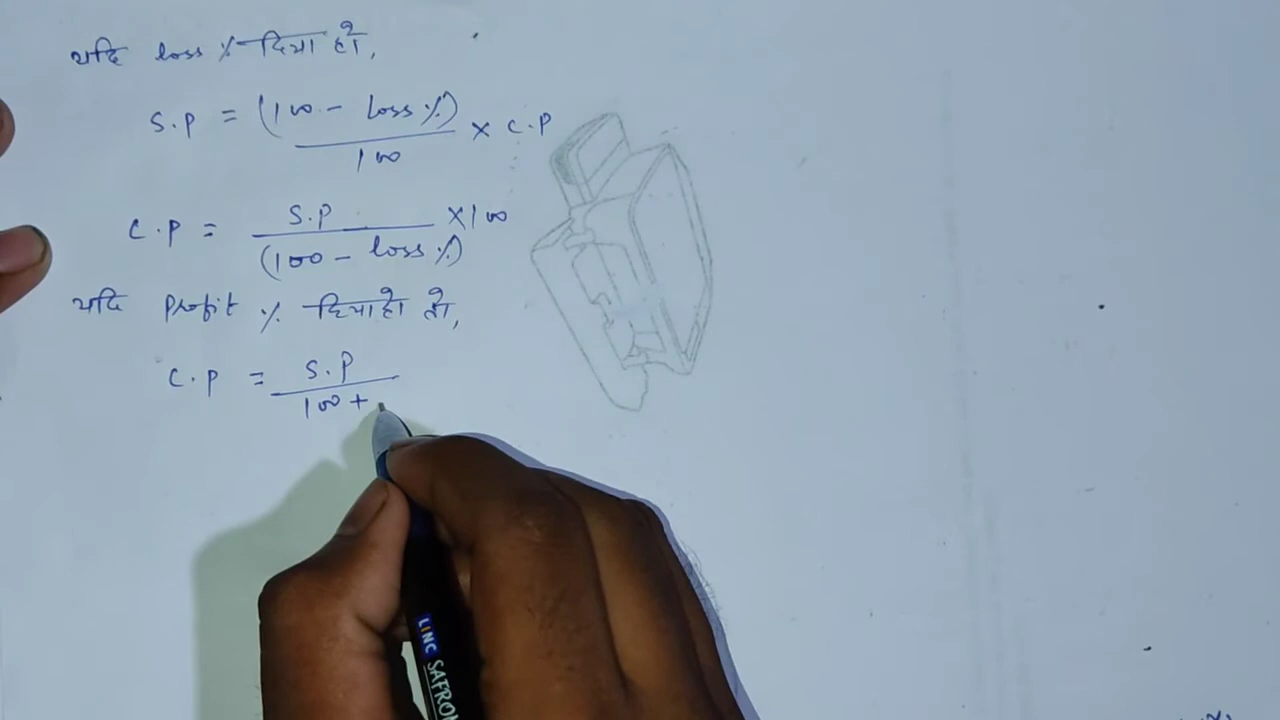 यदि loss % दिया हो,
S.P = (100 - loss %) / 100 × C.P
C.P = S.P / (100 - loss %) × 100
यदि profit % दिया हो तो,
C.P = S.P / 100 +
LINC SAFRON